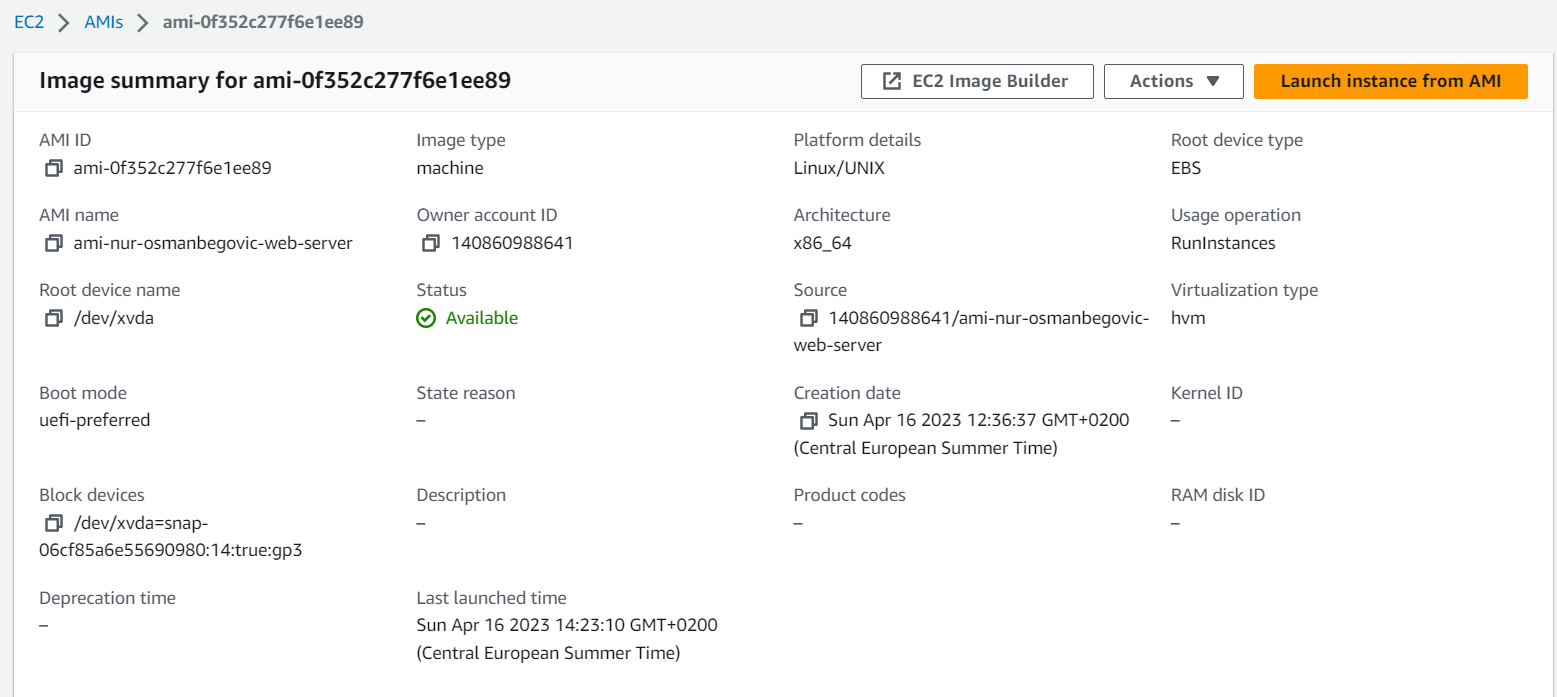 EC2 > AMIs > ami-0f352c277f6e1ee89
Image summary for ami-0f352c277f6e1ee89
EC2 Image Builder
Actions
Launch instance from AMI
AMI ID
ami-0f352c277f6e1ee89
Image type
machine
Platform details
Linux/UNIX
Root device type
EBS
AMI name
ami-nur-osmanbegovic-web-server
Owner account ID
140860988641
Architecture
x86_64
Usage operation
RunInstances
Root device name
/dev/xvda
Status
Available
Source
140860988641/ami-nur-osmanbegovic-
web-server
Virtualization type
hvm
Boot mode
uefi-preferred
State reason
–
Creation date
Sun Apr 16 2023 12:36:37 GMT+0200
(Central European Summer Time)
Kernel ID
–
Block devices
/dev/xvda=snap-
06cf85a6e55690980:14:true:gp3
Description
–
Product codes
–
RAM disk ID
–
Deprecation time
–
Last launched time
Sun Apr 16 2023 14:23:10 GMT+0200
(Central European Summer Time)